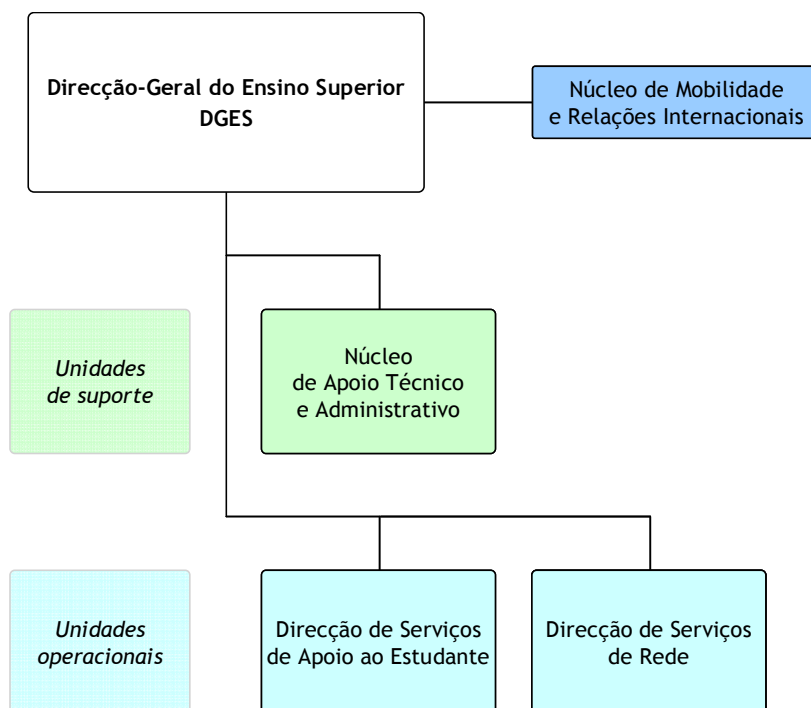 Direcção-Geral do Ensino Superior
DGES
Núcleo de Mobilidade
e Relações Internacionais
Unidades
de suporte
Núcleo
de Apoio Técnico
e Administrativo
Unidades
operacionais
Direcção de Serviços
de Apoio ao Estudante
Direcção de Serviços
de Rede